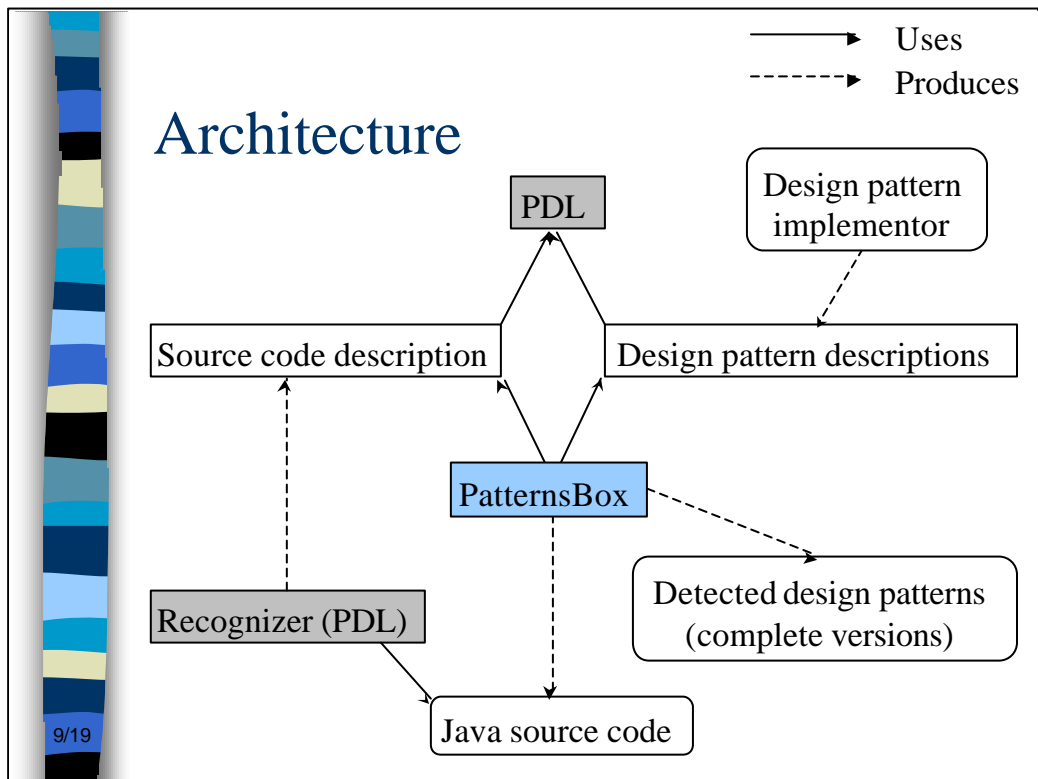 Uses
Produces
Architecture
PDL
Design pattern
implementor
Source code description
Design pattern descriptions
PatternsBox
Detected design patterns
(complete versions)
Recognizer (PDL)
Java source code
9/19